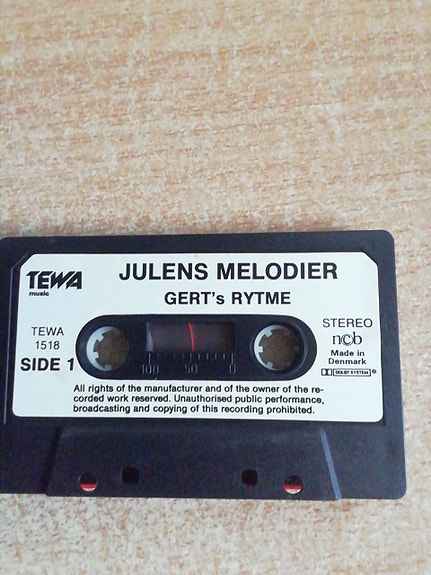 TEWA
music
JULENS MELODIER
GERT's RYTME
TEWA
1518
SIDE 1
100 50 0
STEREO
ncb
Made in
Denmark
DOLBY SYSTEM ®
All rights of the manufacturer and of the owner of the re-
corded work reserved. Unauthorised public performance,
broadcasting and copying of this recording prohibited.